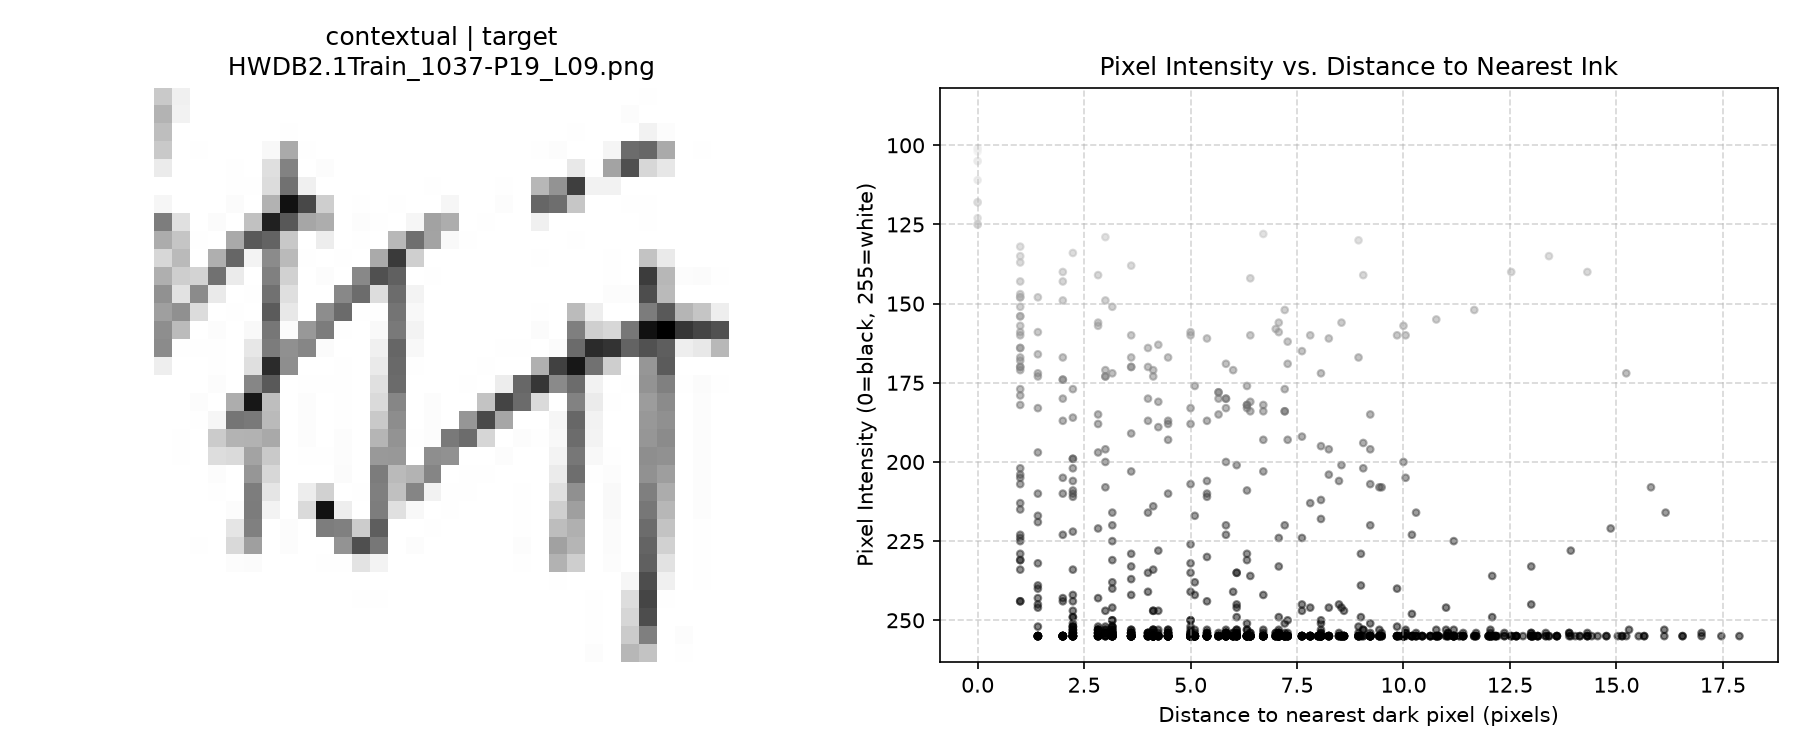 contextual | target
HWDB2.1Train_1037-P19_L09.png
Pixel Intensity vs. Distance to Nearest Ink
Pixel Intensity (0=black, 255=white)
100
125
150
175
200
225
250
0.0 2.5 5.0 7.5 10.0 12.5 15.0 17.5
Distance to nearest dark pixel (pixels)